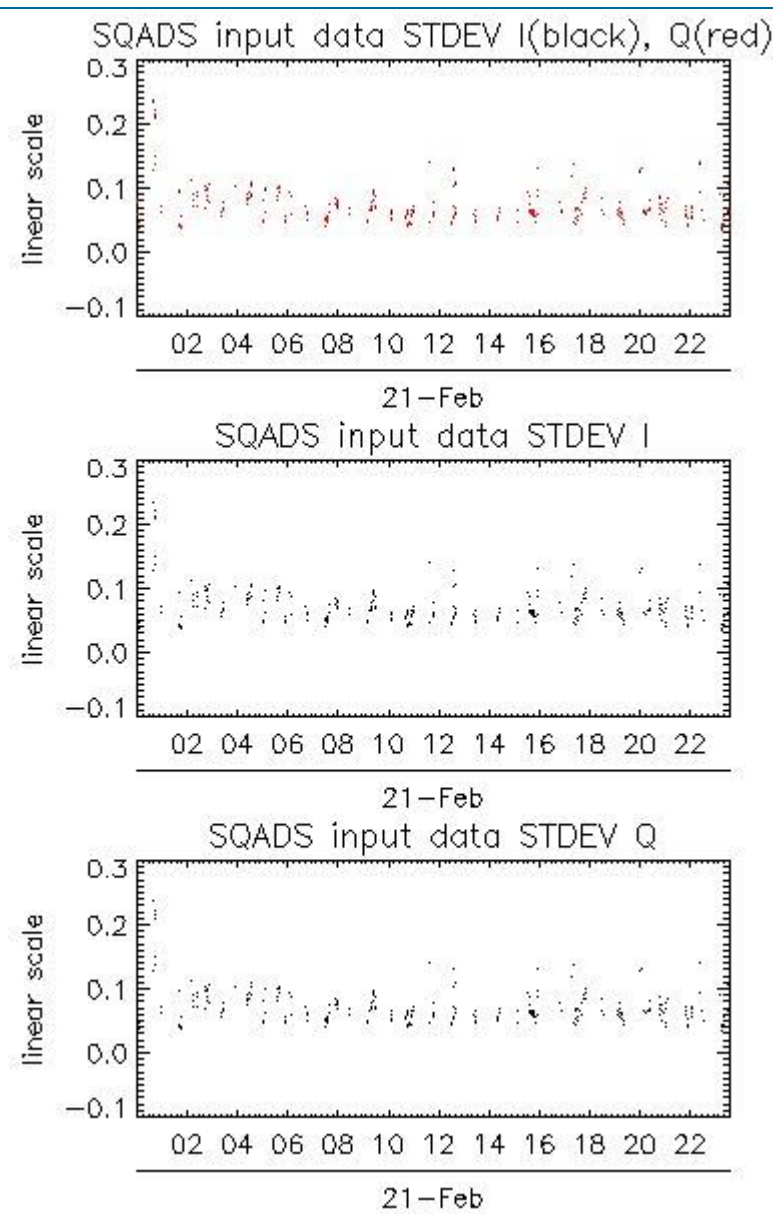 SQADS input data STDEV I(black), Q(red)
0.3
0.2
0.1
0.0
−0.1
linear scale
02 04 06 08 10 12 14 16 18 20 22
21−Feb
SQADS input data STDEV I
0.3
0.2
0.1
0.0
−0.1
linear scale
02 04 06 08 10 12 14 16 18 20 22
21−Feb
SQADS input data STDEV Q
0.3
0.2
0.1
0.0
−0.1
linear scale
02 04 06 08 10 12 14 16 18 20 22
21−Feb